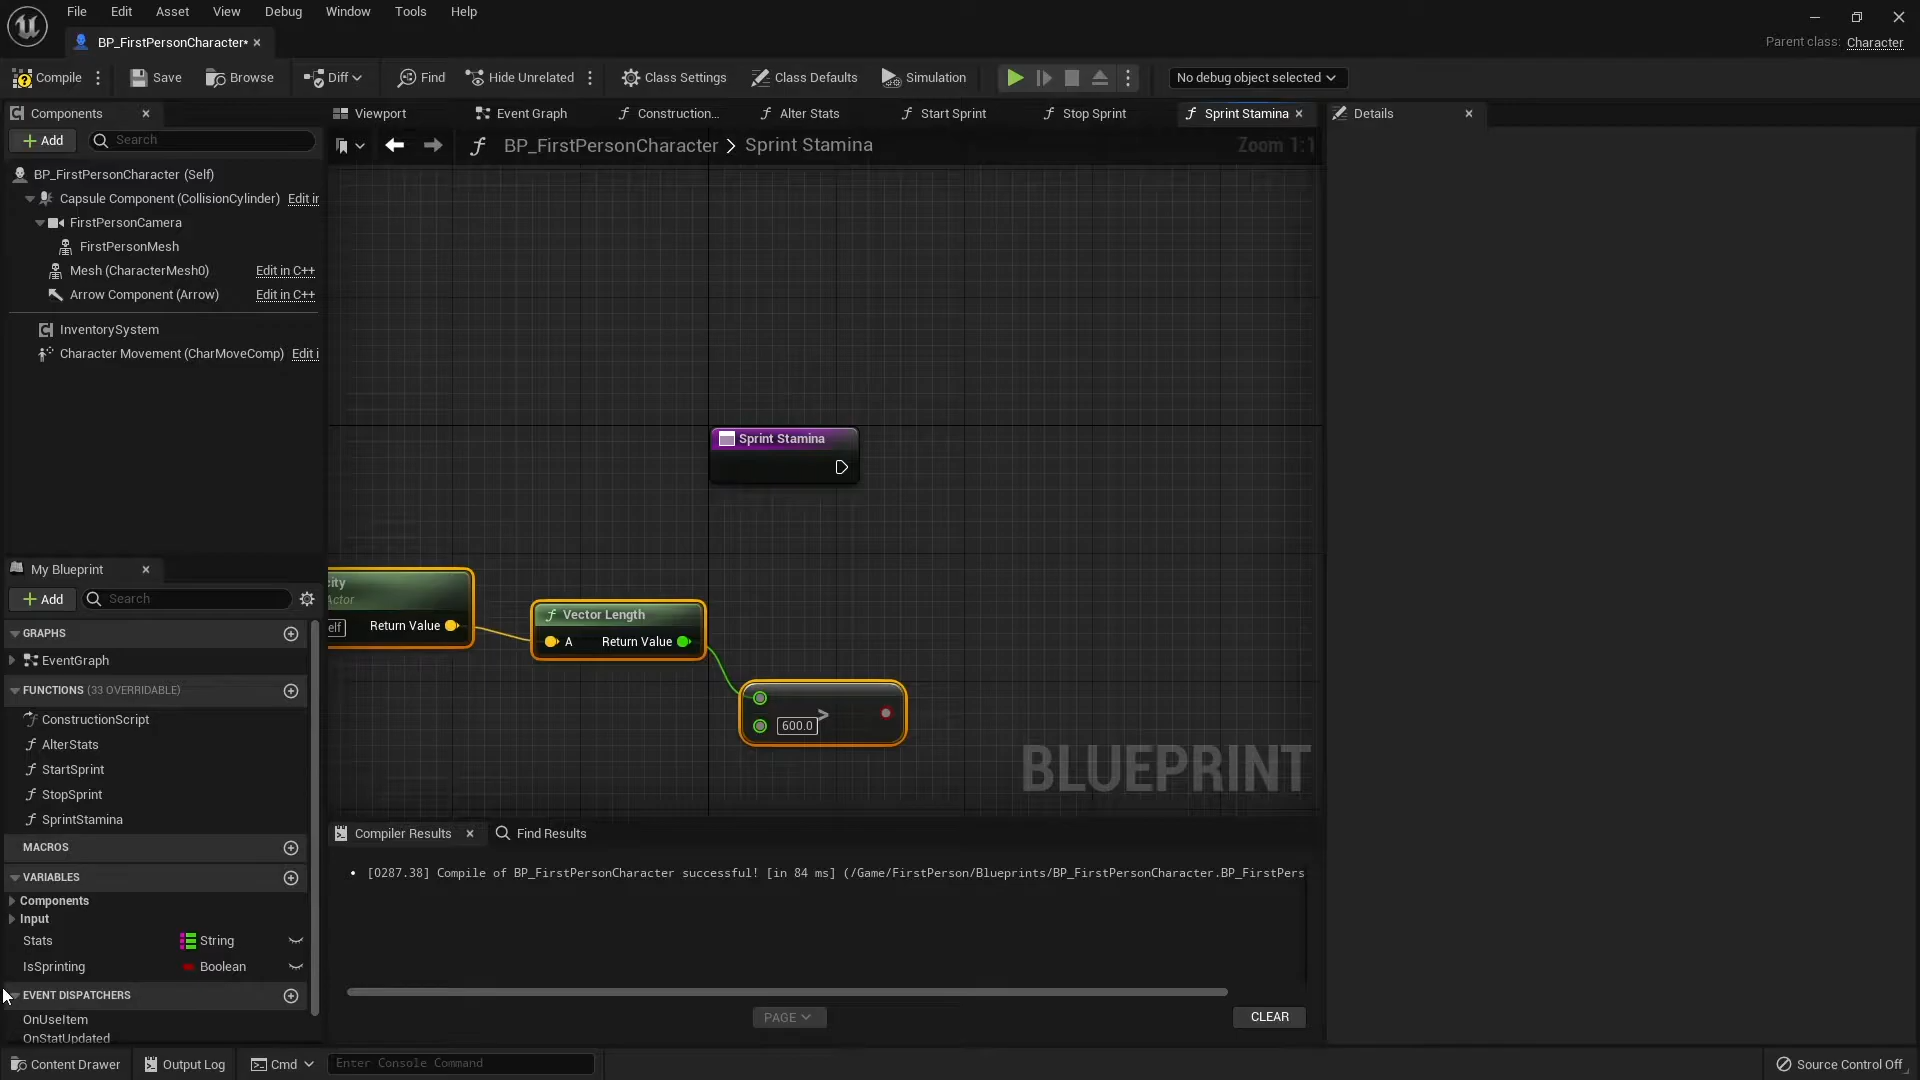 File Edit Asset View Debug Window Tools Help
BP_FirstPersonCharacter*
Parent class: Character
Compile Save Browse Diff Find Hide Unrelated Class Settings Class Defaults Simulation No debug object selected
Components Viewport Event Graph Construction... Alter Stats Start Sprint Stop Sprint Sprint Stamina Details
Add Search
BP_FirstPersonCharacter > Sprint Stamina Zoom 1:1
BP_FirstPersonCharacter (Self)
Capsule Component (CollisionCylinder) Edit in
FirstPersonCamera
FirstPersonMesh
Mesh (CharacterMesh0) Edit in C++
Arrow Component (Arrow) Edit in C++
InventorySystem
Character Movement (CharMoveComp) Edit i
Sprint Stamina
city
Actor
elf Return Value
Vector Length
A Return Value
>
600.0
BLUEPRINT
My Blueprint
Add Search
GRAPHS
EventGraph
FUNCTIONS (33 OVERRIDABLE)
ConstructionScript
AlterStats
StartSprint
StopSprint
SprintStamina
MACROS
VARIABLES
Components
Input
Stats String
IsSprinting Boolean
EVENT DISPATCHERS
OnUseItem
OnStatUpdated
Compiler Results Find Results
• [0287.38] Compile of BP_FirstPersonCharacter successful! [in 84 ms] (/Game/FirstPerson/Blueprints/BP_FirstPersonCharacter.BP_FirstPers
PAGE CLEAR
Content Drawer Output Log Cmd Enter Console Command Source Control Off